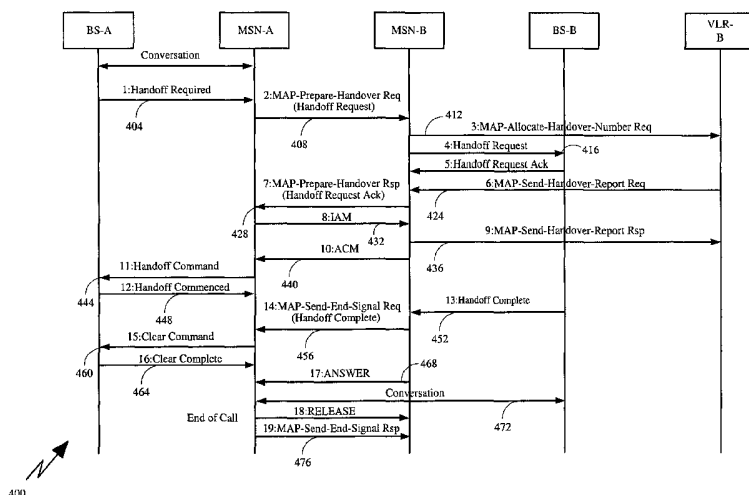 BS-A
MSN-A
MSN-B
BS-B
VLR-
B
Conversation
1:Handoff Required
404
2:MAP-Prepare-Handover Req
(Handoff Request)
408
412
3:MAP-Allocate-Handover-Number Req
4:Handoff Request
416
5:Handoff Request Ack
7:MAP-Prepare-Handover Rsp
(Handoff Request Ack)
6:MAP-Send-Handover-Report Req
424
428
8:IAM
432
9:MAP-Send-Handover-Report Rsp
436
10:ACM
440
11:Handoff Command
444
12:Handoff Commenced
448
13:Handoff Complete
452
14:MAP-Send-End-Signal Req
(Handoff Complete)
456
15:Clear Command
460
16:Clear Complete
464
17:ANSWER
468
Conversation
472
End of Call
18:RELEASE
19:MAP-Send-End-Signal Rsp
476
400